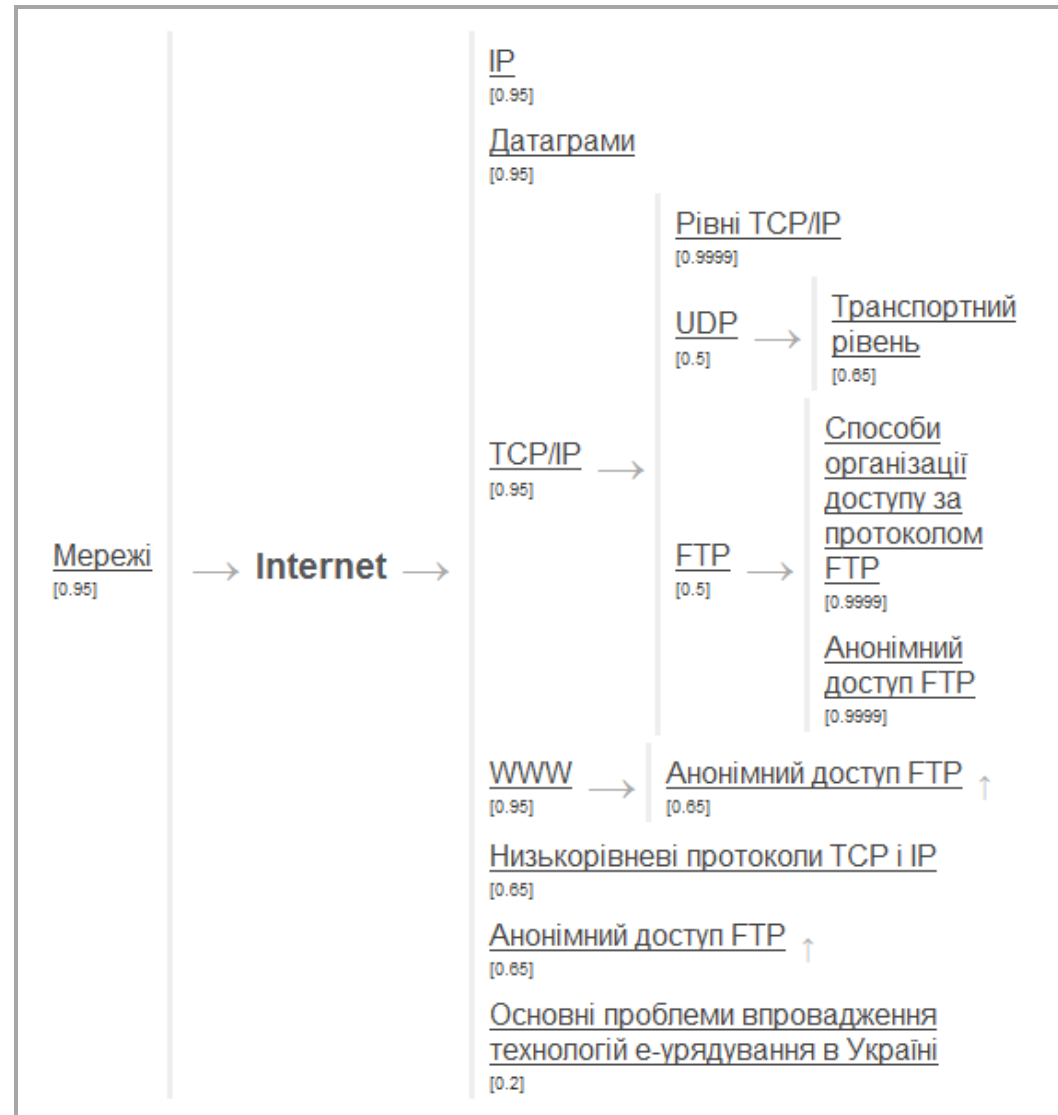 IP
[0.95]
Датаграми
[0.95]
Рівні TCP/IP
[0.9999]
UDP →
[0.5]
Транспортний
рівень
[0.65]
TCP/IP →
[0.95]
Способи
організації
доступу за
протоколом
FTP
[0.9999]
FTP →
[0.5]
Анонімний
доступ FTP
[0.9999]
Мережі
[0.95]
→ Internet →
WWW →
[0.95]
Анонімний доступ FTP ↑
[0.65]
Низькорівневі протоколи TCP і IP
[0.65]
Анонімний доступ FTP ↑
[0.65]
Основні проблеми впровадження
технологій е-урядування в Україні
[0.2]